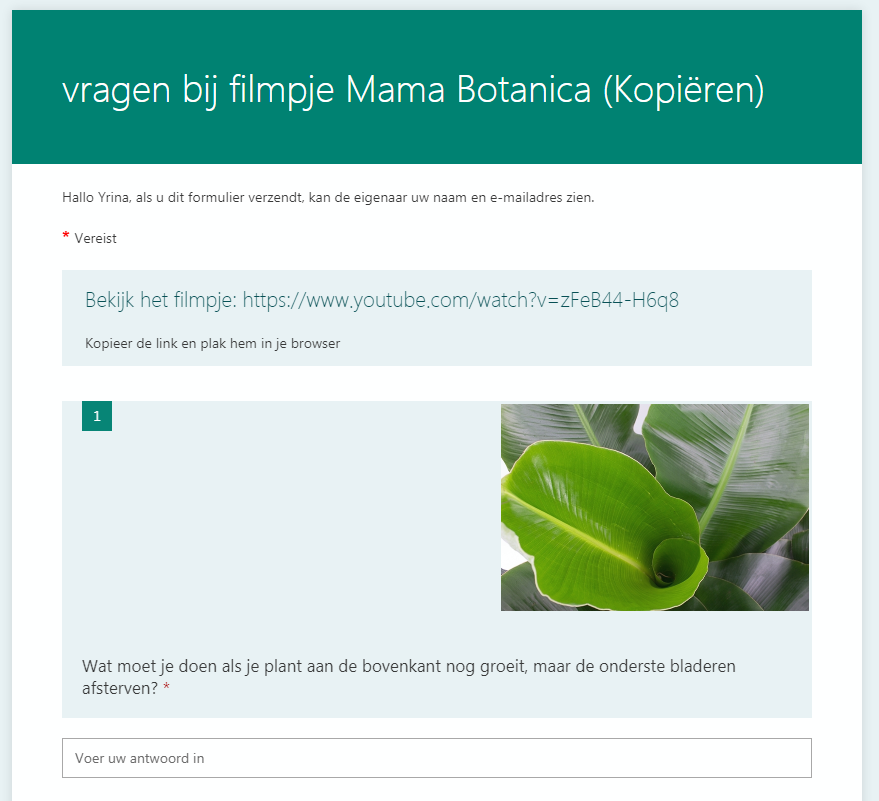 vragen bij filmpje Mama Botanica (Kopiëren)
Hallo Yrina, als u dit formulier verzendt, kan de eigenaar uw naam en e-mailadres zien.
* Vereist
Bekijk het filmpje: https://www.youtube.com/watch?v=zFeB44-H6q8
Kopieer de link en plak hem in je browser
1
Wat moet je doen als je plant aan de bovenkant nog groeit, maar de onderste bladeren
afsterven? *
Voer uw antwoord in